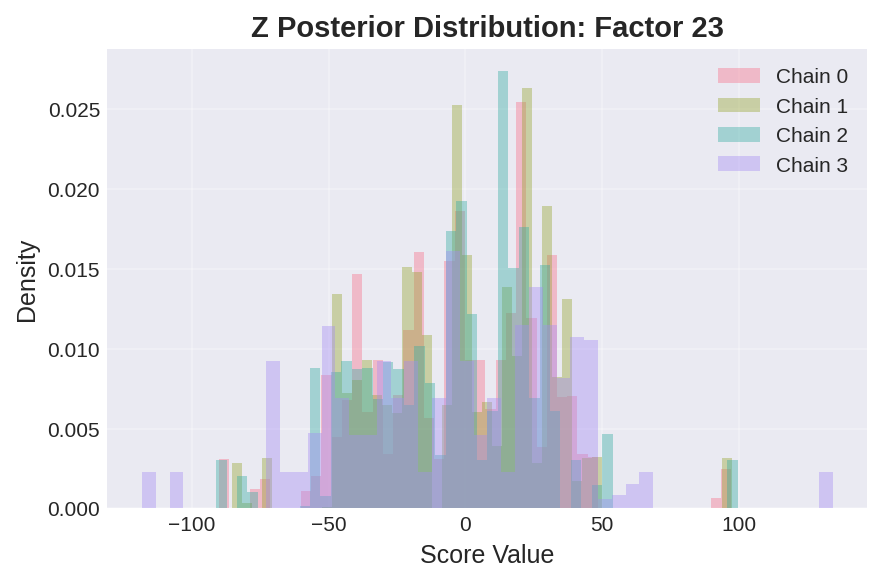 Z Posterior Distribution: Factor 23
Chain 0
Chain 1
Chain 2
Chain 3
Density
0.025
0.020
0.015
0.010
0.005
0.000
−100
−50
0
50
100
Score Value